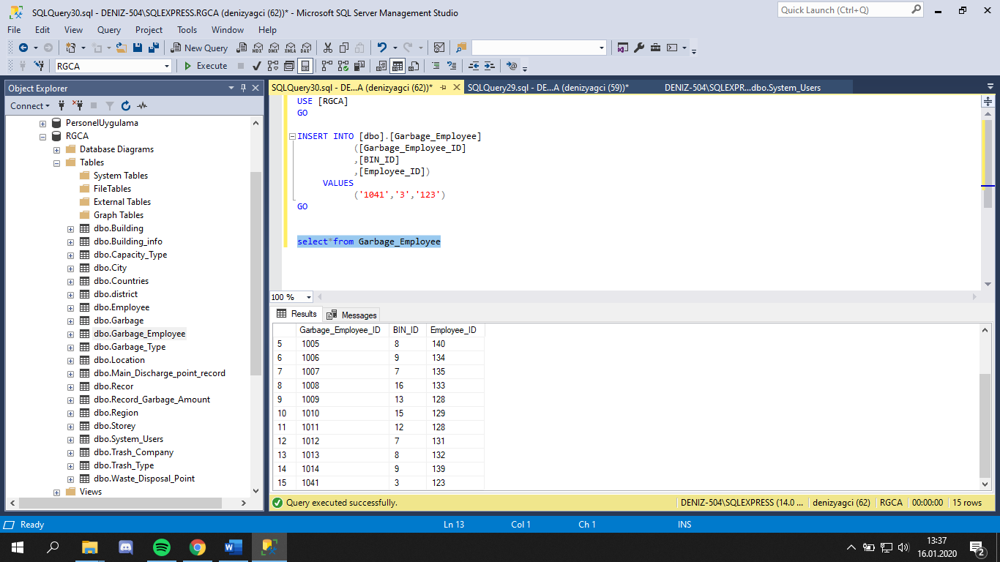 SQLQuery30.sql - DENIZ-504\SQLEXPRESS.RGCA (denizyagci (62))* - Microsoft SQL Server Management Studio
Quick Launch (Ctrl+Q)
File Edit View Query Project Tools Window Help
New Query MDX DMX XMLA DAX
RGCA Execute
Object Explorer
Connect
PersonelUygulama
RGCA
Database Diagrams
Tables
System Tables
FileTables
External Tables
Graph Tables
dbo.Building
dbo.Building_info
dbo.Capacity_Type
dbo.City
dbo.Countries
dbo.district
dbo.Employee
dbo.Garbage
dbo.Garbage_Employee
dbo.Garbage_Type
dbo.Location
dbo.Main_Discharge_point_record
dbo.Recor
dbo.Record_Garbage_Amount
dbo.Region
dbo.Storey
dbo.System_Users
dbo.Trash_Company
dbo.Trash_Type
dbo.Waste_Disposal_Point
Views
SQLQuery30.sql - DE...A (denizyagci (62))* SQLQuery29.sql - DE...A (denizyagci (59))* DENIZ-504\SQLEXPR...dbo.System_Users
USE [RGCA]
GO
INSERT INTO [dbo].[Garbage_Employee]
([Garbage_Employee_ID]
,[BIN_ID]
,[Employee_ID])
VALUES
('1041','3','123')
GO
select*from Garbage_Employee
100 %
Results Messages
Garbage_Employee_ID BIN_ID Employee_ID
5 1005 8 140
6 1006 9 134
7 1007 7 135
8 1008 16 133
9 1009 13 128
10 1010 15 129
11 1011 12 128
12 1012 7 131
13 1013 8 132
14 1014 9 139
15 1041 3 123
Query executed successfully. DENIZ-504\SQLEXPRESS (14.0 ... denizyagci (62) RGCA 00:00:00 15 rows
Ready Ln 13 Col 1 Ch 1 INS
13:37
16.01.2020
2